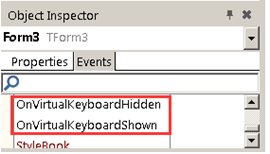 Object Inspector
Form3 TForm3
Properties Events
OnVirtualKeyboardHidden
OnVirtualKeyboardShown
StyleBook